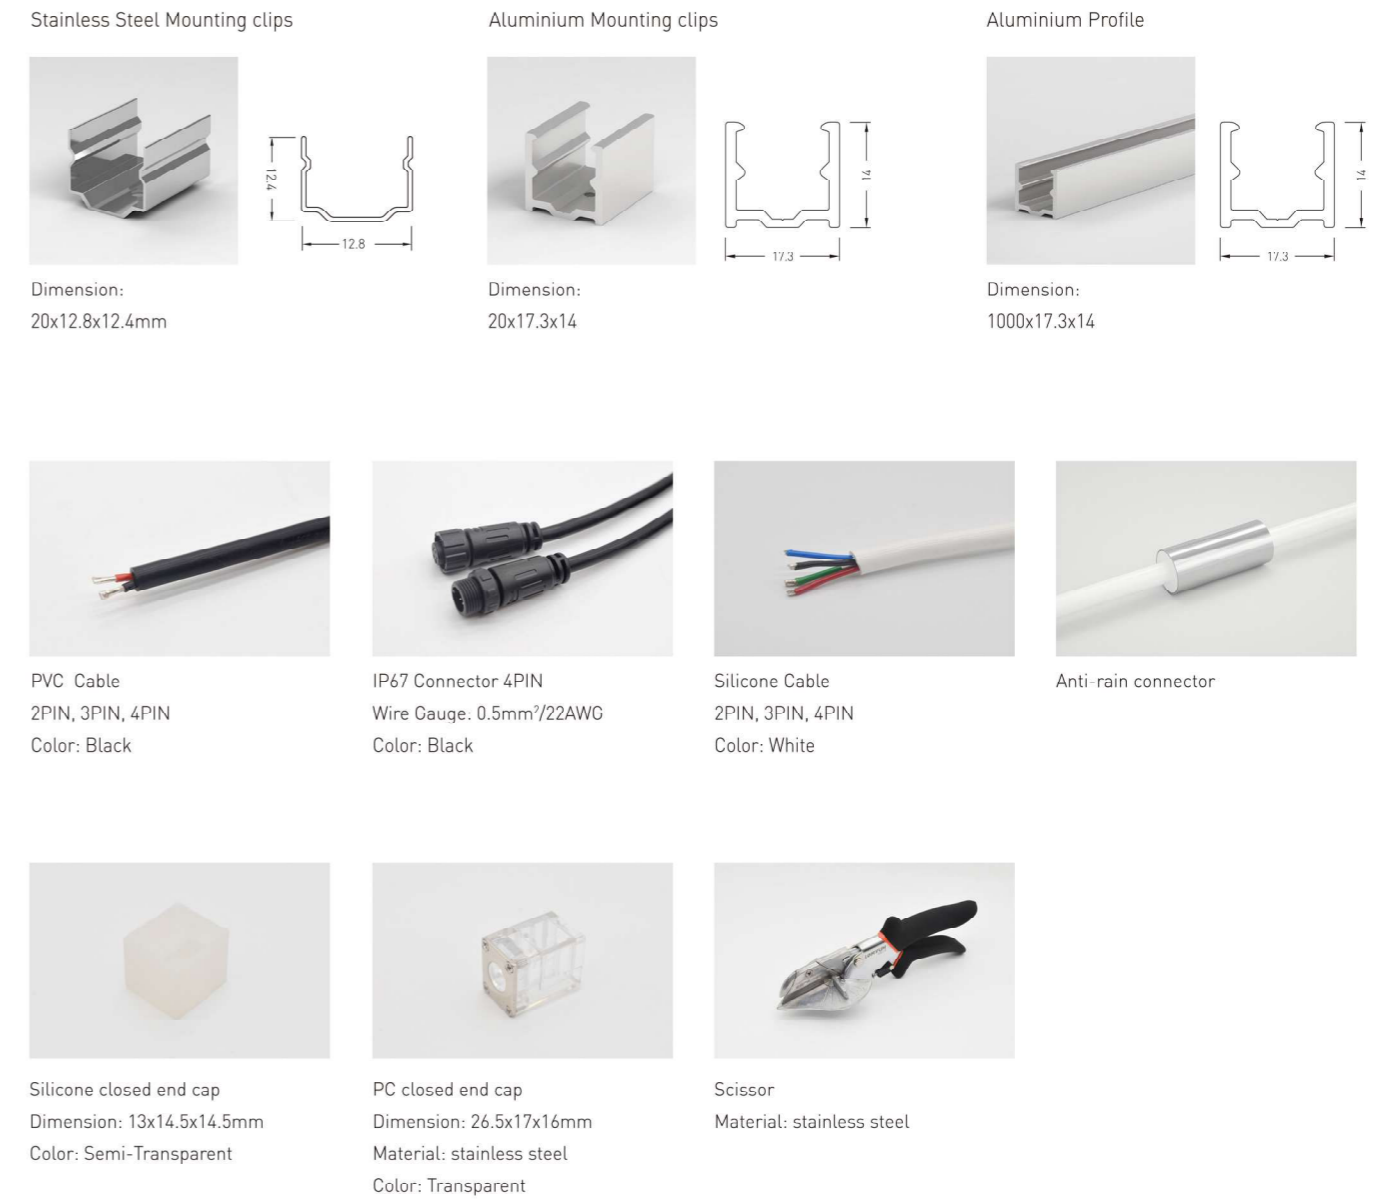 Stainless Steel Mounting clips
Aluminium Mounting clips
Aluminium Profile
12.4
12.8
14
17.3
14
17.3
Dimension:
20x12.8x12.4mm
Dimension:
20x17.3x14
Dimension:
1000x17.3x14
PVC Cable
2PIN, 3PIN, 4PIN
Color: Black
IP67 Connector 4PIN
Wire Gauge. 0.5mm²/22AWG
Color: Black
Silicone Cable
2PIN, 3PIN, 4PIN
Color: White
Anti-rain connector
Silicone closed end cap
Dimension: 13x14.5x14.5mm
Color: Semi-Transparent
PC closed end cap
Dimension: 26.5x17x16mm
Material: stainless steel
Color: Transparent
Scissor
Material: stainless steel